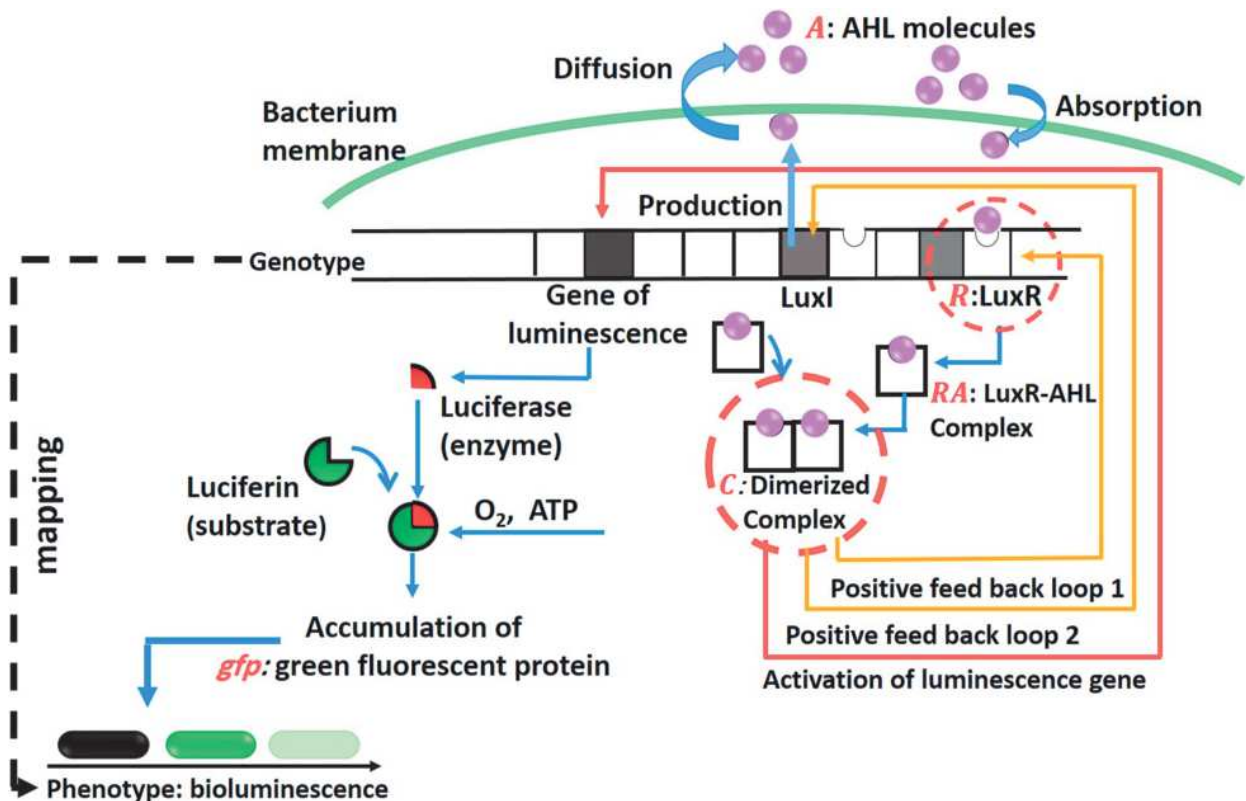 A: AHL molecules
Diffusion
Absorption
Bacterium
membrane
Production
Genotype
Gene of
luminescence
LuxI
R:LuxR
RA: LuxR-AHL
Complex
Luciferase
(enzyme)
Luciferin
(substrate)
O₂, ATP
C: Dimerized
Complex
mapping
Positive feed back loop 1
Positive feed back loop 2
Activation of luminescence gene
Accumulation of
gfp: green fluorescent protein
Phenotype: bioluminescence